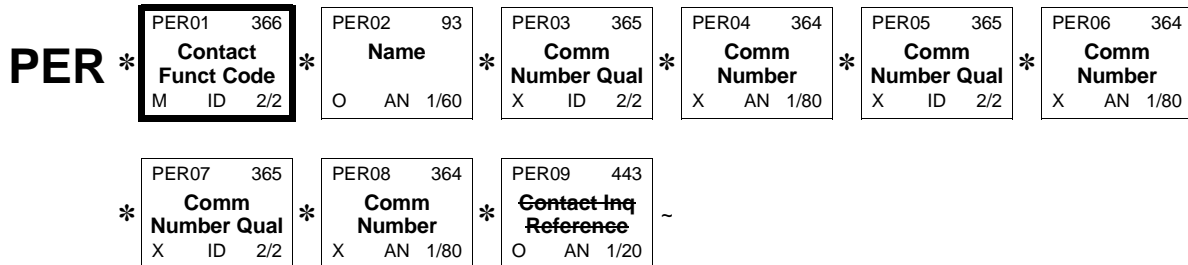 PER01 366 PER02 93 PER03 365 PER04 364 PER05 365 PER06 364
PER * Contact Funct Code * Name * Comm Number Qual * Comm Number * Comm Number Qual * Comm Number
M ID 2/2 O AN 1/60 X ID 2/2 X AN 1/80 X ID 2/2 X AN 1/80
PER07 365 PER08 364 PER09 443
* Comm Number Qual * Comm Number * Contact Inq Reference ~
X ID 2/2 X AN 1/80 O AN 1/20